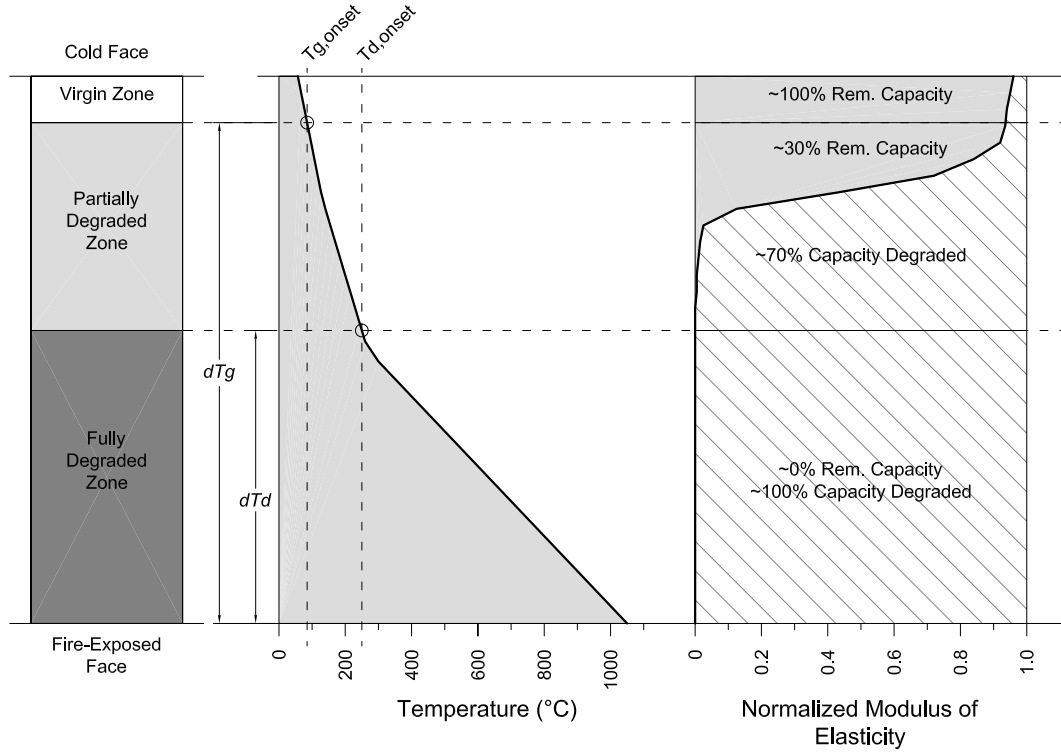 Cold Face
Virgin Zone
Partially
Degraded
Zone
Fully
Degraded
Zone
Fire-Exposed
Face
dTg
dTd
Tg,onset
Td,onset
0
200
400
600
800
1000
Temperature (°C)
~100% Rem. Capacity
~30% Rem. Capacity
~70% Capacity Degraded
~0% Rem. Capacity
~100% Capacity Degraded
0
0.2
0.4
0.6
0.8
1.0
Normalized Modulus of
Elasticity